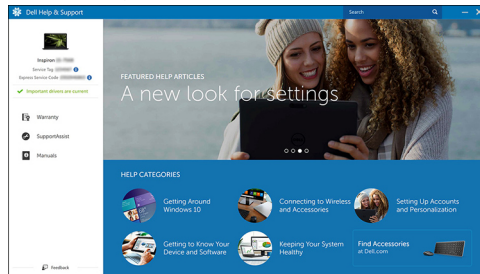 Dell Help & Support
Search
Inspiron
Service Tag
Express Service Code
Important drivers are current
Warranty
SupportAssist
Manuals
Feedback
FEATURED HELP ARTICLES
A new look for settings
HELP CATEGORIES
Getting Around
Windows 10
Connecting to Wireless
and Accessories
Setting Up Accounts
and Personalization
Getting to Know Your
Device and Software
Keeping Your System
Healthy
Find Accessories
at Dell.com